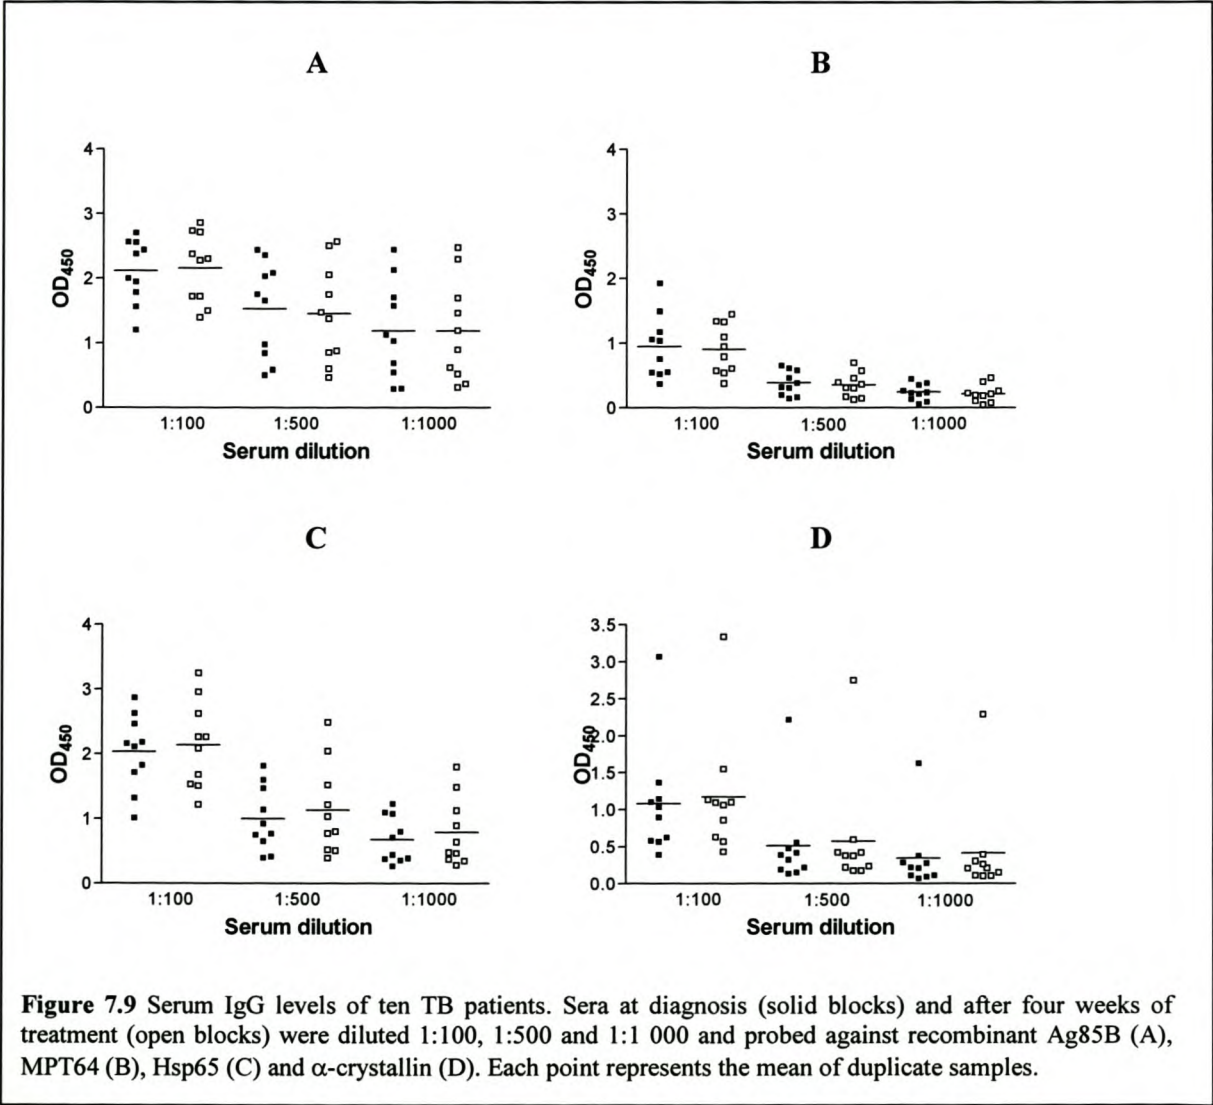 A
B
4
3
2
1
0
OD450
1:100 1:500 1:1000
Serum dilution
4
3
2
1
0
OD450
1:100 1:500 1:1000
Serum dilution
C
D
4
3
2
1
0
OD450
1:100 1:500 1:1000
Serum dilution
3.5
3.0
2.5
2.0
1.5
1.0
0.5
0.0
OD450
1:100 1:500 1:1000
Serum dilution
Figure 7.9 Serum IgG levels of ten TB patients. Sera at diagnosis (solid blocks) and after four weeks of
treatment (open blocks) were diluted 1:100, 1:500 and 1:1 000 and probed against recombinant Ag85B (A),
MPT64 (B), Hsp65 (C) and α-crystallin (D). Each point represents the mean of duplicate samples.